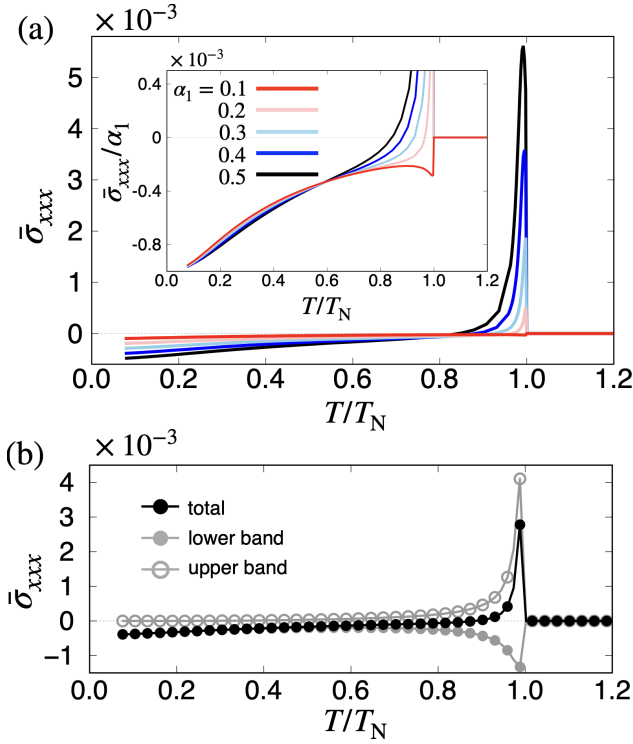 (a)
× 10⁻³
σ̄xxx
5
4
3
2
1
0
0.0 0.2 0.4 0.6 0.8 1.0 1.2
T/TN
× 10⁻³
σ̄xxx/α₁
0.4
0
-0.4
-0.8
α₁ = 0.1
0.2
0.3
0.4
0.5
0.0 0.2 0.4 0.6 0.8 1.0 1.2
T/TN
(b)
× 10⁻³
σ̄xxx
4
3
2
1
0
−1
total
lower band
upper band
0.0 0.2 0.4 0.6 0.8 1.0 1.2
T/TN